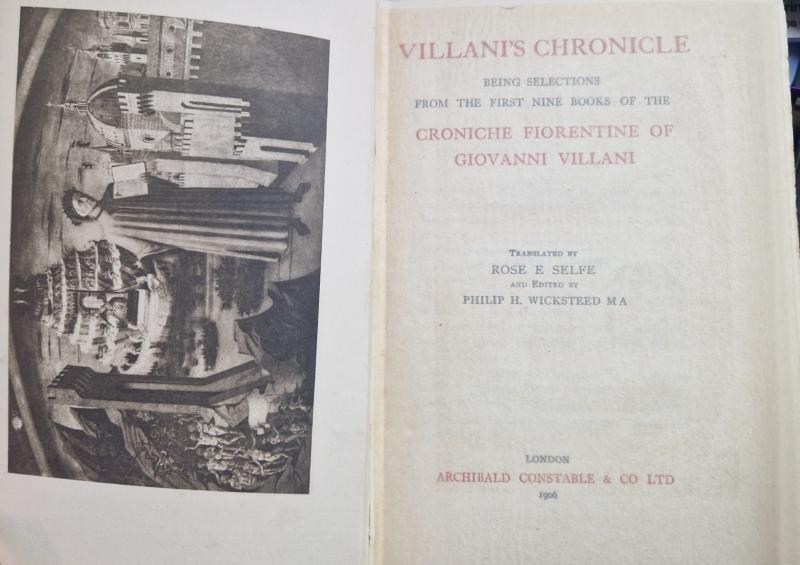 VILLANI'S CHRONICLE
BEING SELECTIONS
FROM THE FIRST NINE BOOKS OF THE
CRONICHE FIORENTINE OF
GIOVANNI VILLANI
TRANSLATED BY
ROSE E SELFE
AND EDITED BY
PHILIP H. WICKSTEED M A
LONDON
ARCHIBALD CONSTABLE & CO LTD
1906